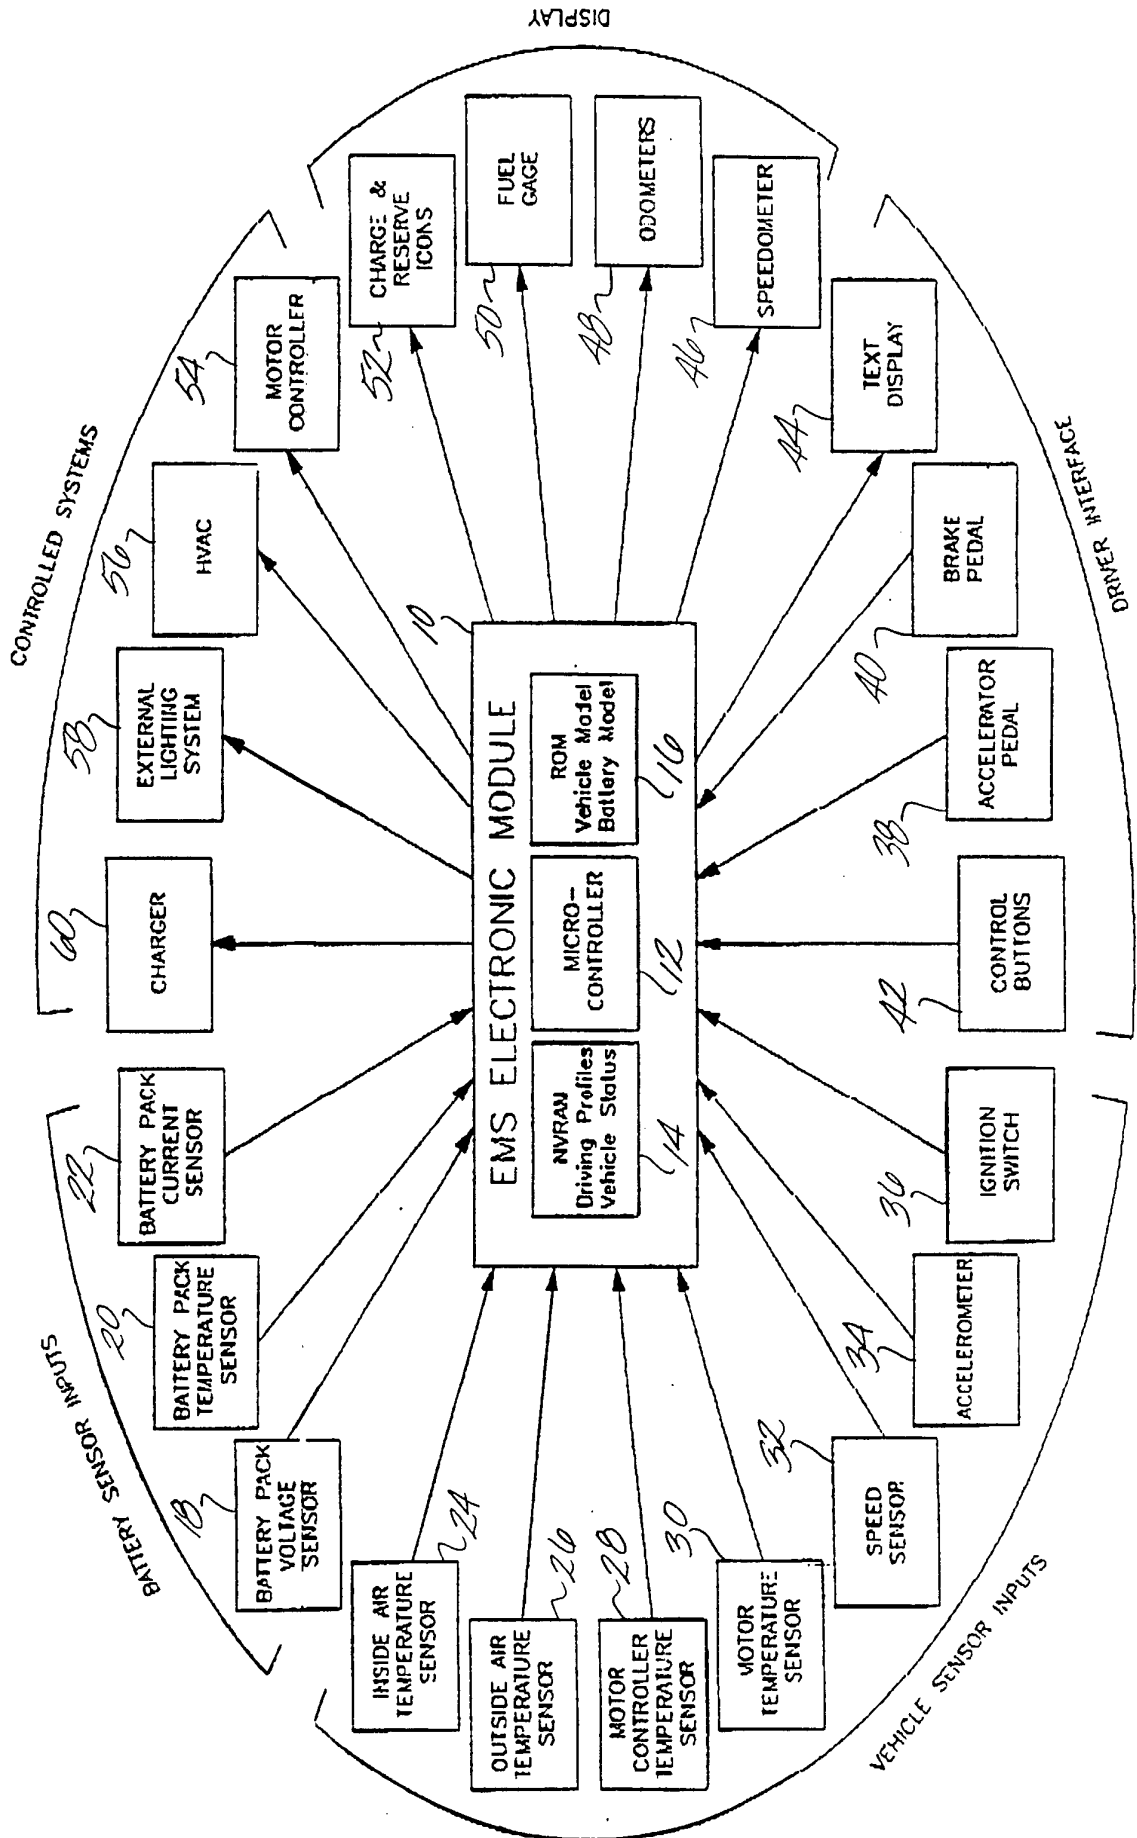 CONTROLLED SYSTEMS
60
CHARGER
58
EXTERNAL
LIGHTING
SYSTEM
56
HVAC
54
MOTOR
CONTROLLER
DISPLAY
52
CHARGE &
RESERVE
ICONS
50
FUEL
GAGE
48
ODOMETERS
46
SPEEDOMETER
DRIVER INTERFACE
44
TEXT
DISPLAY
40
BRAKE
PEDAL
38
ACCELERATOR
PEDAL
42
CONTROL
BUTTONS
BATTERY SENSOR INPUTS
22
BATTERY PACK
CURRENT
SENSOR
20
BATTERY PACK
TEMPERATURE
SENSOR
18
BATTERY PACK
VOLTAGE
SENSOR
VEHICLE SENSOR INPUTS
24
INSIDE AIR
TEMPERATURE
SENSOR
26
OUTSIDE AIR
TEMPERATURE
SENSOR
28
MOTOR
CONTROLLER
TEMPERATURE
SENSOR
30
MOTOR
TEMPERATURE
SENSOR
32
SPEED
SENSOR
34
ACCELEROMETER
36
IGNITION
SWITCH
10
EMS ELECTRONIC MODULE
NVRAN
Driving Profiles
Vehicle Status
14
MICRO-
CONTROLLER
12
ROM
Vehicle Model
Battery Model
16